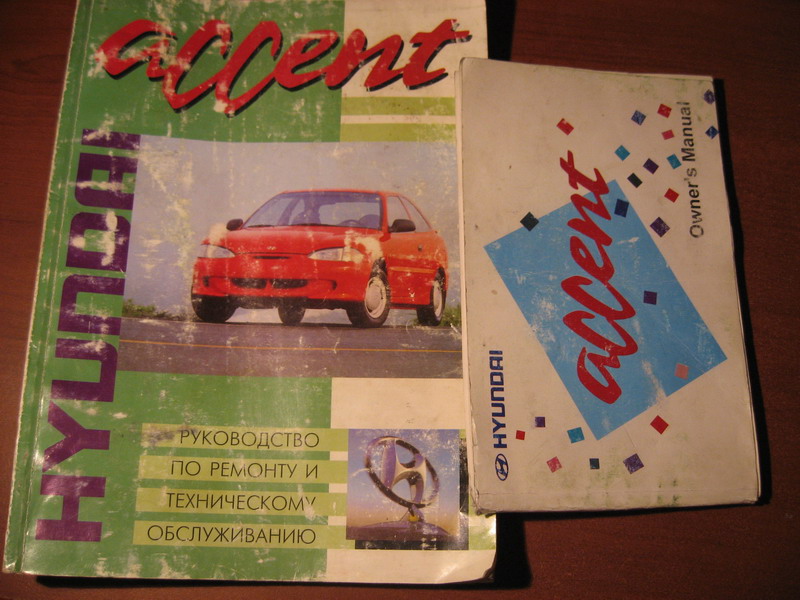 accent
HYUNDAI
РУКОВОДСТВО
ПО РЕМОНТУ И
ТЕХНИЧЕСКОМУ
ОБСЛУЖИВАНИЮ
Owner's Manual
accent
HYUNDAI